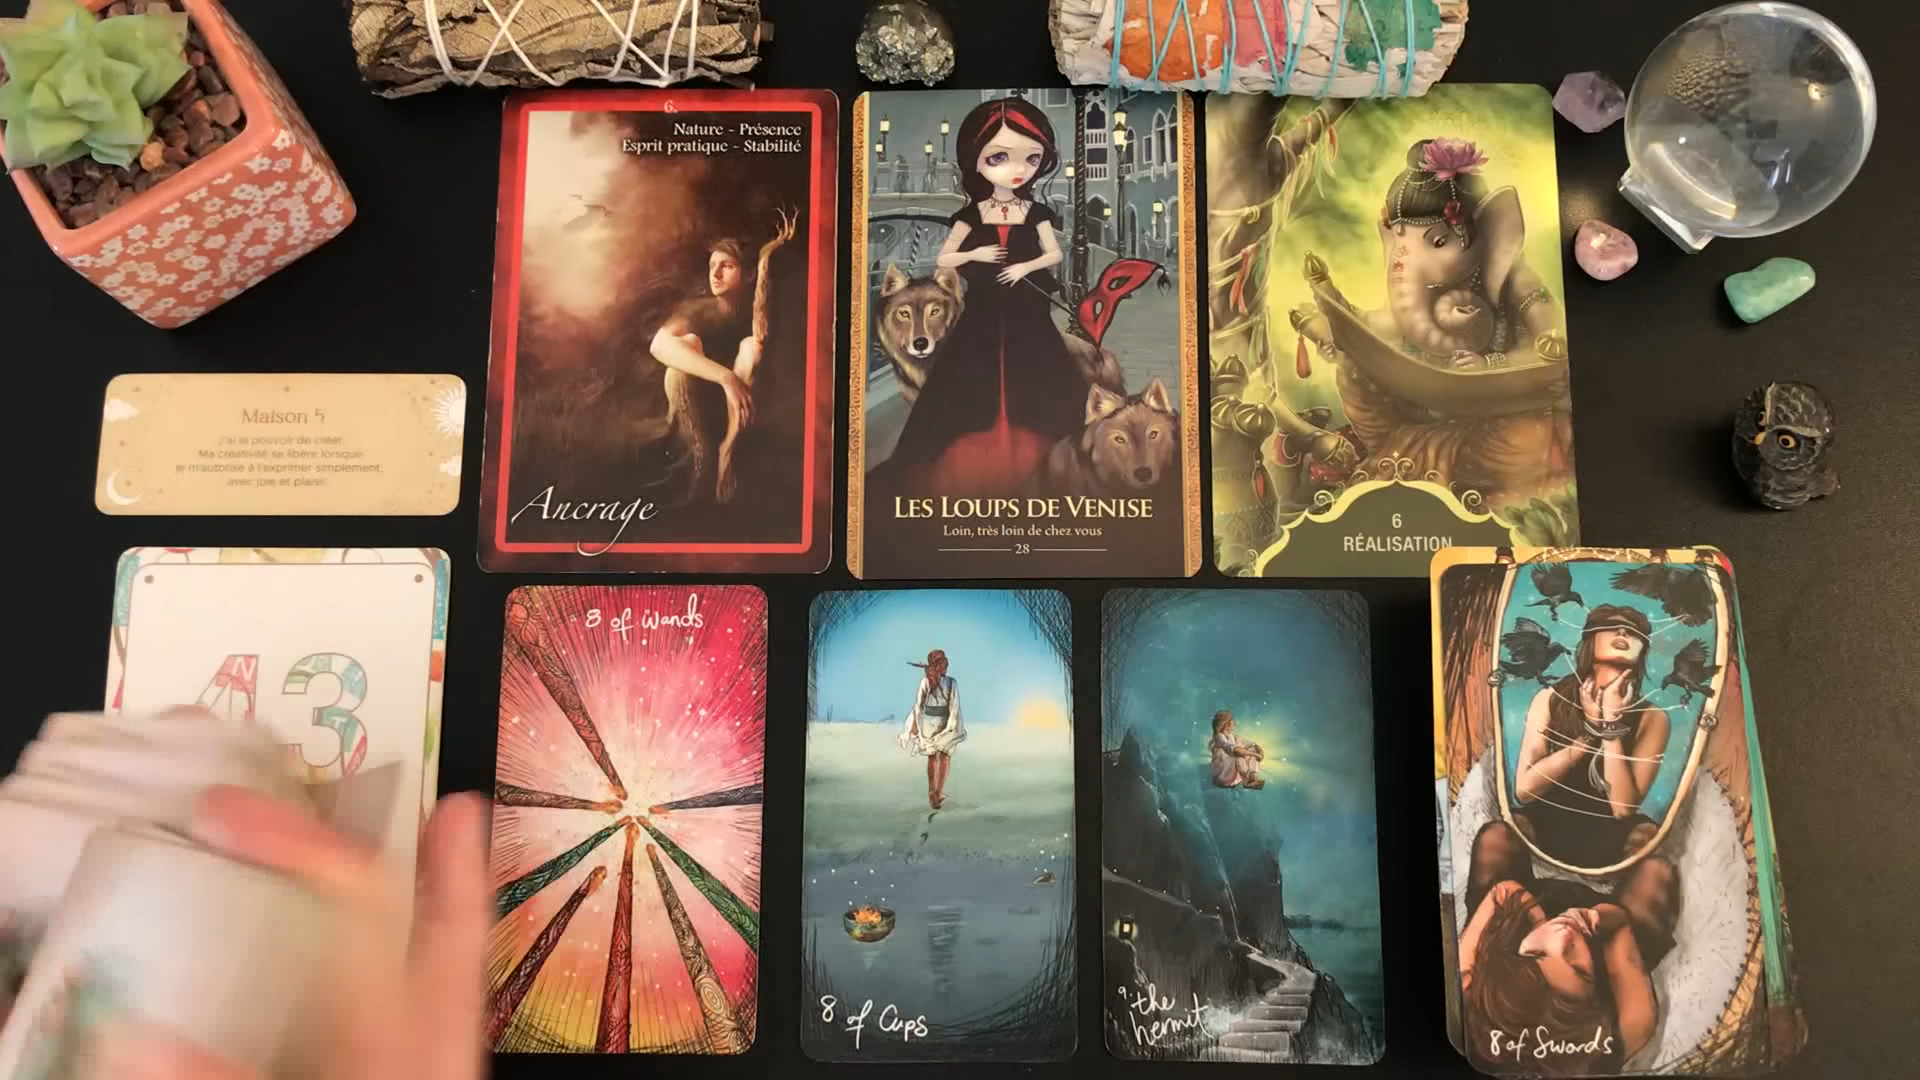 6.
Nature - Présence
Esprit pratique - Stabilité
Ancrage
LES LOUPS DE VENISE
Loin, très loin de chez vous
28
6
RÉALISATION
Maison 5
J'ai le pouvoir de créer.
Ma créativité se libère lorsque
je m'autorise à l'exprimer simplement,
avec joie et plaisir.
43
8 of Wands
8 of Cups
9. the
hermit
8 of Swords